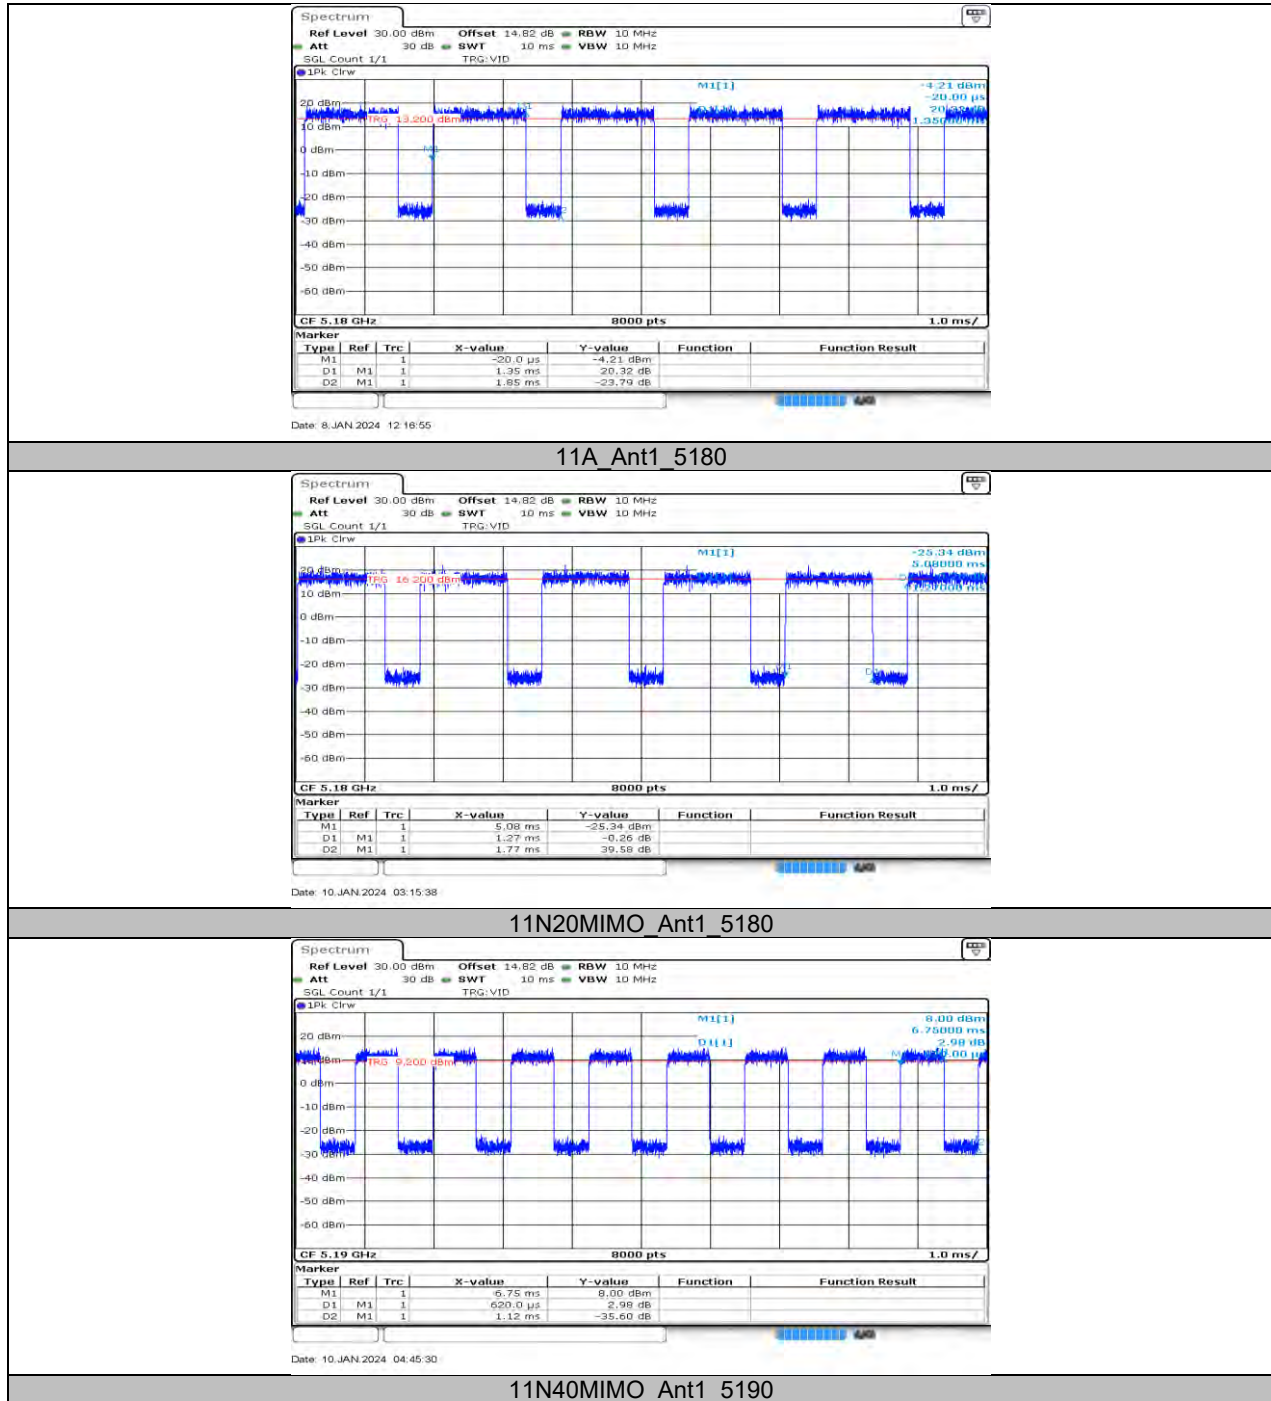 Spectrum
Ref Level 30.00 dBm Offset 14.82 dB RBW 10 MHz
Att 30 dB SWT 10 ms VBW 10 MHz
SGL Count 1/1 TRG:VID
1Pk Clrw
M1[1] -4.21 dBm
-20.00 µs
20 dBm
TRG 13.200 dBm
10 dBm
0 dBm
M1
-10 dBm
-20 dBm
-30 dBm
-40 dBm
-50 dBm
-60 dBm
CF 5.18 GHz 8000 pts 1.0 ms/
Marker
Type Ref Trc X-value Y-value Function Function Result
M1 1 -20.0 µs -4.21 dBm
D1 M1 1 1.35 ms 20.32 dB
D2 M1 1 1.85 ms -23.79 dB
Date: 8.JAN.2024 12:16:55
11A_Ant1_5180
Spectrum
Ref Level 30.00 dBm Offset 14.82 dB RBW 10 MHz
Att 30 dB SWT 10 ms VBW 10 MHz
SGL Count 1/1 TRG:VID
1Pk Clrw
M1[1] -25.34 dBm
5.08000 ms
20 dBm
TRG 16.200 dBm
10 dBm
0 dBm
-10 dBm
-20 dBm
-30 dBm
-40 dBm
-50 dBm
-60 dBm
CF 5.18 GHz 8000 pts 1.0 ms/
Marker
Type Ref Trc X-value Y-value Function Function Result
M1 1 5.08 ms -25.34 dBm
D1 M1 1 1.27 ms -0.26 dB
D2 M1 1 1.77 ms 39.58 dB
Date: 10.JAN.2024 03:15:38
11N20MIMO_Ant1_5180
Spectrum
Ref Level 30.00 dBm Offset 14.82 dB RBW 10 MHz
Att 30 dB SWT 10 ms VBW 10 MHz
SGL Count 1/1 TRG:VID
1Pk Clrw
M1[1] 8.00 dBm
6.75000 ms
20 dBm
D1[1] 2.98 dB
TRG 9.200 dBm
0 dBm
-10 dBm
-20 dBm
-30 dBm
-40 dBm
-50 dBm
-60 dBm
CF 5.19 GHz 8000 pts 1.0 ms/
Marker
Type Ref Trc X-value Y-value Function Function Result
M1 1 6.75 ms 8.00 dBm
D1 M1 1 620.0 µs 2.98 dB
D2 M1 1 1.12 ms -35.60 dB
Date: 10.JAN.2024 04:45:30
11N40MIMO_Ant1_5190